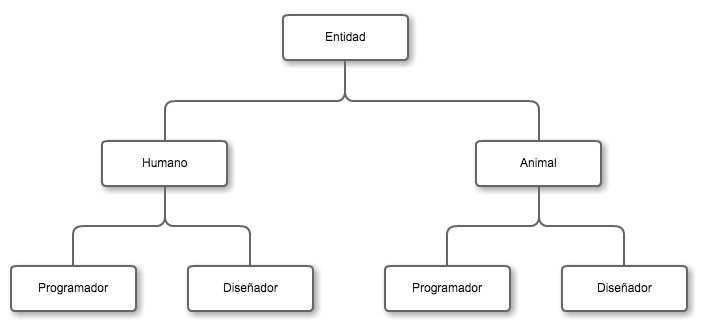 Entidad
Humano
Animal
Programador
Diseñador
Programador
Diseñador